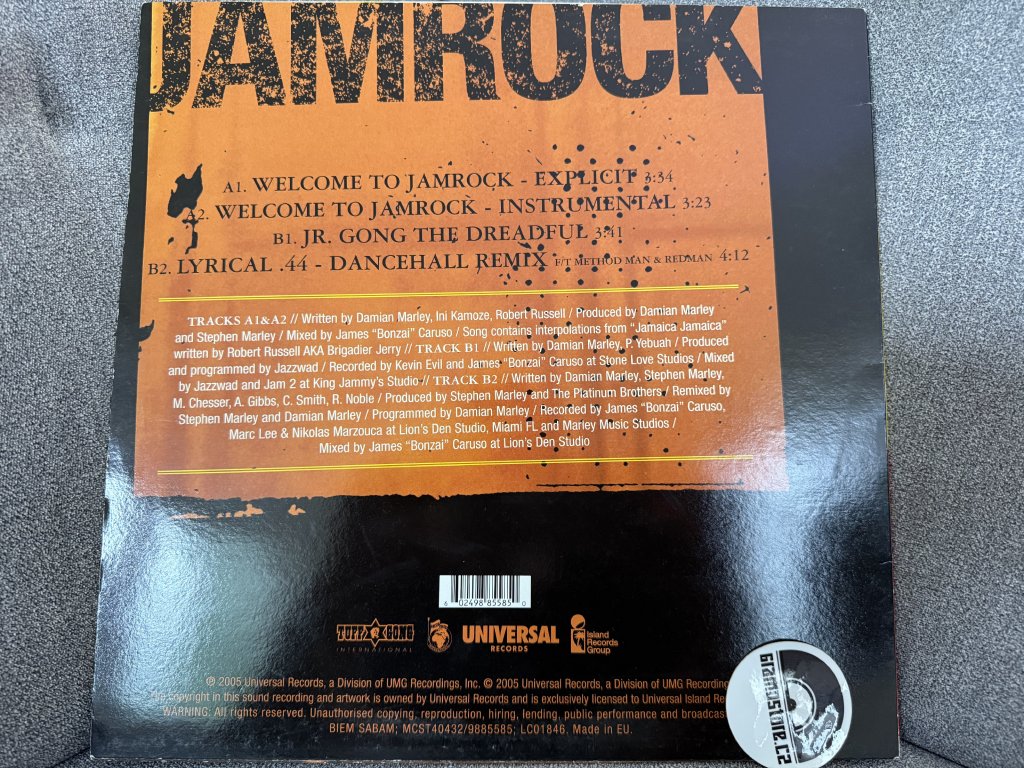 JAMROCK
A1. WELCOME TO JAMROCK - EXPLICIT 3:34
A2. WELCOME TO JAMROCK - INSTRUMENTAL 3:23
B1. JR. GONG THE DREADFUL 3:41
B2. LYRICAL .44 - DANCEHALL REMIX F/T METHOD MAN & REDMAN 4:12
TRACKS A1&A2 // Written by Damian Marley, Ini Kamoze, Robert Russell / Produced by Damian Marley
and Stephen Marley / Mixed by James "Bonzai" Caruso / Song contains interpolations from "Jamaica Jamaica"
written by Robert Russell AKA Brigadier Jerry // TRACK B1 // Written by Damian Marley, P. Yebuah / Produced
and programmed by Jazzwad / Recorded by Kevin Evil and James "Bonzai" Caruso at Stone Love Studios / Mixed
by Jazzwad and Jam 2 at King Jammy's Studio // TRACK B2 // Written by Damian Marley, Stephen Marley,
M. Chesser, A. Gibbs, C. Smith, R. Noble / Produced by Stephen Marley and The Platinum Brothers / Remixed by
Stephen Marley and Damian Marley / Programmed by Damian Marley / Recorded by James "Bonzai" Caruso,
Marc Lee & Nikolas Marzouca at Lion's Den Studio, Miami FL and Marley Music Studios /
Mixed by James "Bonzai" Caruso at Lion's Den Studio
6 02498 85585 0
TUFF GONG
INTERNATIONAL
UNIVERSAL
RECORDS
Island
Records
Group
℗ 2005 Universal Records, a Division of UMG Recordings, Inc. © 2005 Universal Records, a Division of UMG Recording
The copyright in this sound recording and artwork is owned by Universal Records and is exclusively licensed to Universal Island Re
WARNING: All rights reserved. Unauthorised copying, reproduction, hiring, lending, public performance and broadcas
BIEM SABAM; MCST40432/9885585; LC01846. Made in EU.